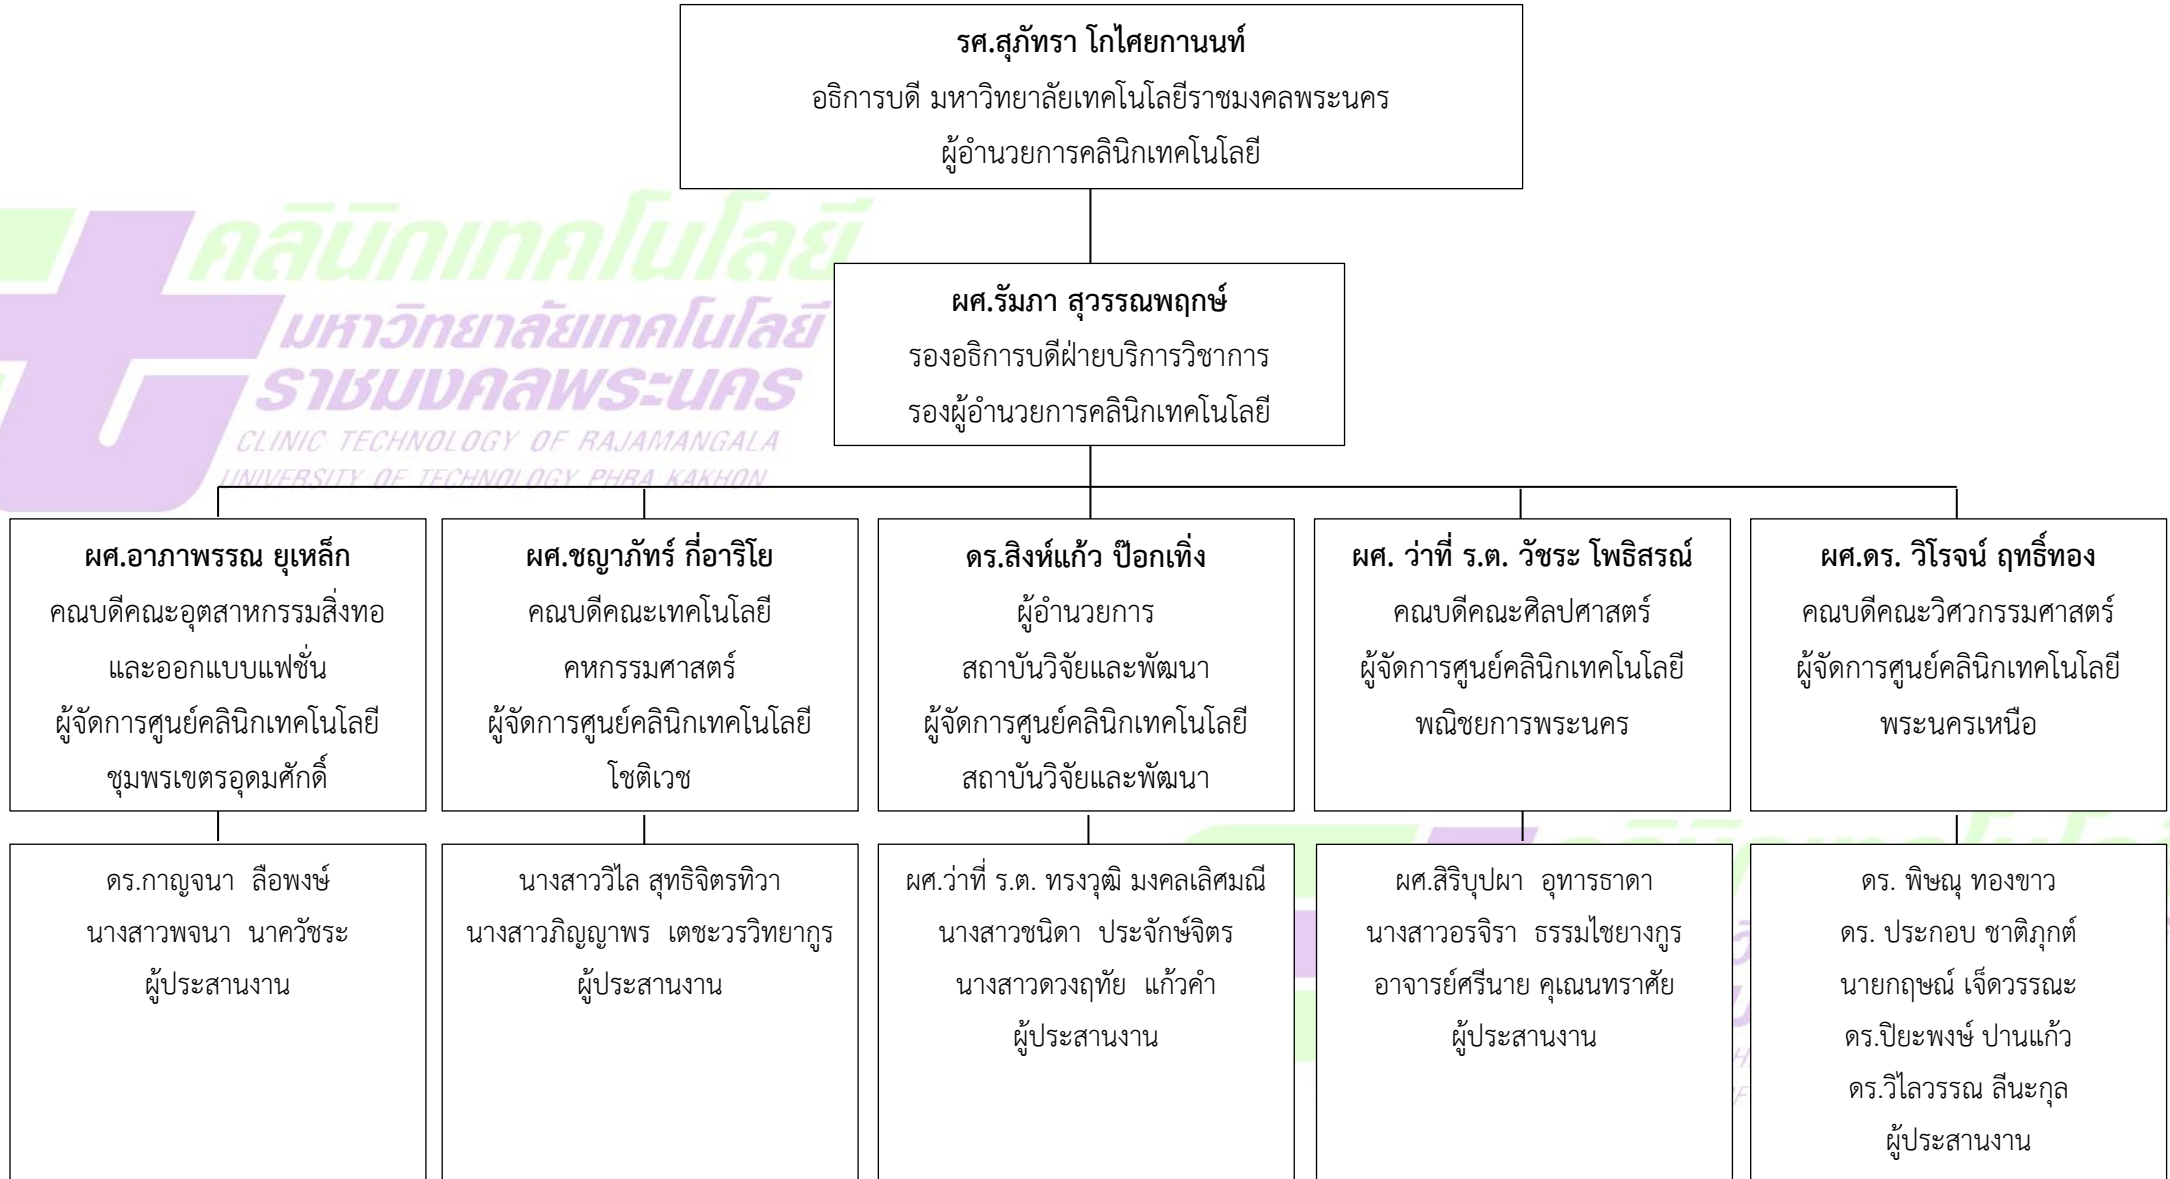 รศ.สุภัทรา โกไศยกานนท์
อธิการบดี มหาวิทยาลัยเทคโนโลยีราชมงคลพระนคร
ผู้อำนวยการคลินิกเทคโนโลยี
คลินิกเทคโนโลยี
มหาวิทยาลัยเทคโนโลยี
ราชมงคลพระนคร
CLINIC TECHNOLOGY OF RAJAMANGALA
UNIVERSITY OF TECHNOLOGY PHRA KAKHON
ผศ.รัมภา สุวรรณพฤกษ์
รองอธิการบดีฝ่ายบริการวิชาการ
รองผู้อำนวยการคลินิกเทคโนโลยี
ผศ.อาภาพรรณ ยุเหล็ก
คณบดีคณะอุตสาหกรรมสิ่งทอ
และออกแบบแฟชั่น
ผู้จัดการศูนย์คลินิกเทคโนโลยี
ชุมพรเขตรอุดมศักดิ์
ผศ.ชญาภัทร์ กี่อาริโย
คณบดีคณะเทคโนโลยี
คหกรรมศาสตร์
ผู้จัดการศูนย์คลินิกเทคโนโลยี
โชติเวช
ดร.สิงห์แก้ว ป๊อกเทิ่ง
ผู้อำนวยการ
สถาบันวิจัยและพัฒนา
ผู้จัดการศูนย์คลินิกเทคโนโลยี
สถาบันวิจัยและพัฒนา
ผศ. ว่าที่ ร.ต. วัชระ โพธิสรณ์
คณบดีคณะศิลปศาสตร์
ผู้จัดการศูนย์คลินิกเทคโนโลยี
พณิชยการพระนคร
ผศ.ดร. วิโรจน์ ฤทธิ์ทอง
คณบดีคณะวิศวกรรมศาสตร์
ผู้จัดการศูนย์คลินิกเทคโนโลยี
พระนครเหนือ
ดร.กาญจนา  ลือพงษ์
นางสาวพจนา  นาควัชระ
ผู้ประสานงาน
นางสาววิไล สุทธิจิตรทิวา
นางสาวภิญญาพร  เตชะวรวิทยากูร
ผู้ประสานงาน
ผศ.ว่าที่ ร.ต. ทรงวุฒิ มงคลเลิศมณี
นางสาวชนิดา  ประจักษ์จิตร
นางสาวดวงฤทัย  แก้วคำ
ผู้ประสานงาน
ผศ.สิริบุปผา  อุทารธาดา
นางสาวอรจิรา  ธรรมไชยางกูร
อาจารย์ศรีนาย คุเณนทราศัย
ผู้ประสานงาน
ดร. พิษณุ ทองขาว
ดร. ประกอบ ชาติภุกต์
นายกฤษณ์ เจ็ดวรรณะ
ดร.ปิยะพงษ์ ปานแก้ว
ดร.วิไลวรรณ ลีนะกุล
ผู้ประสานงาน